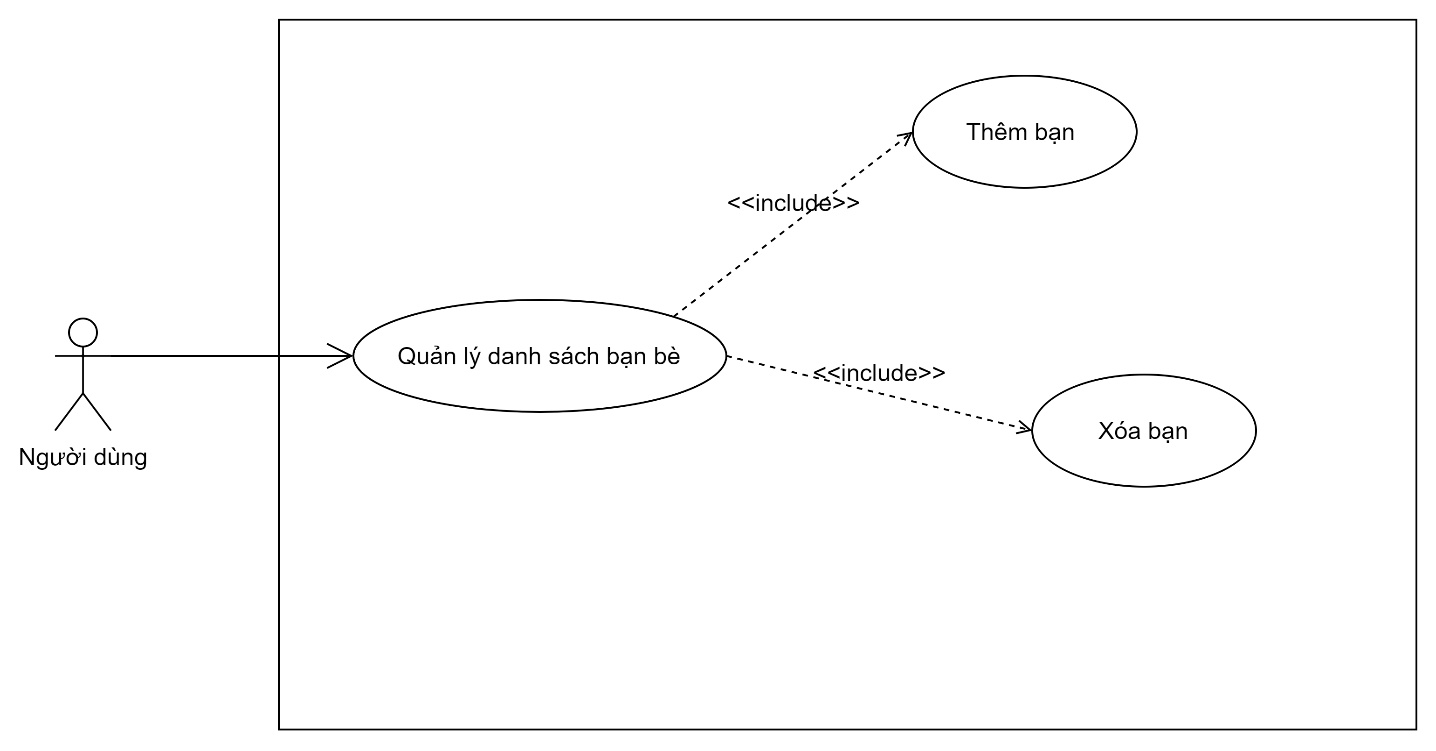 Thêm bạn
<<include>>
Quản lý danh sách bạn bè
<<include>>
Xóa bạn
Người dùng